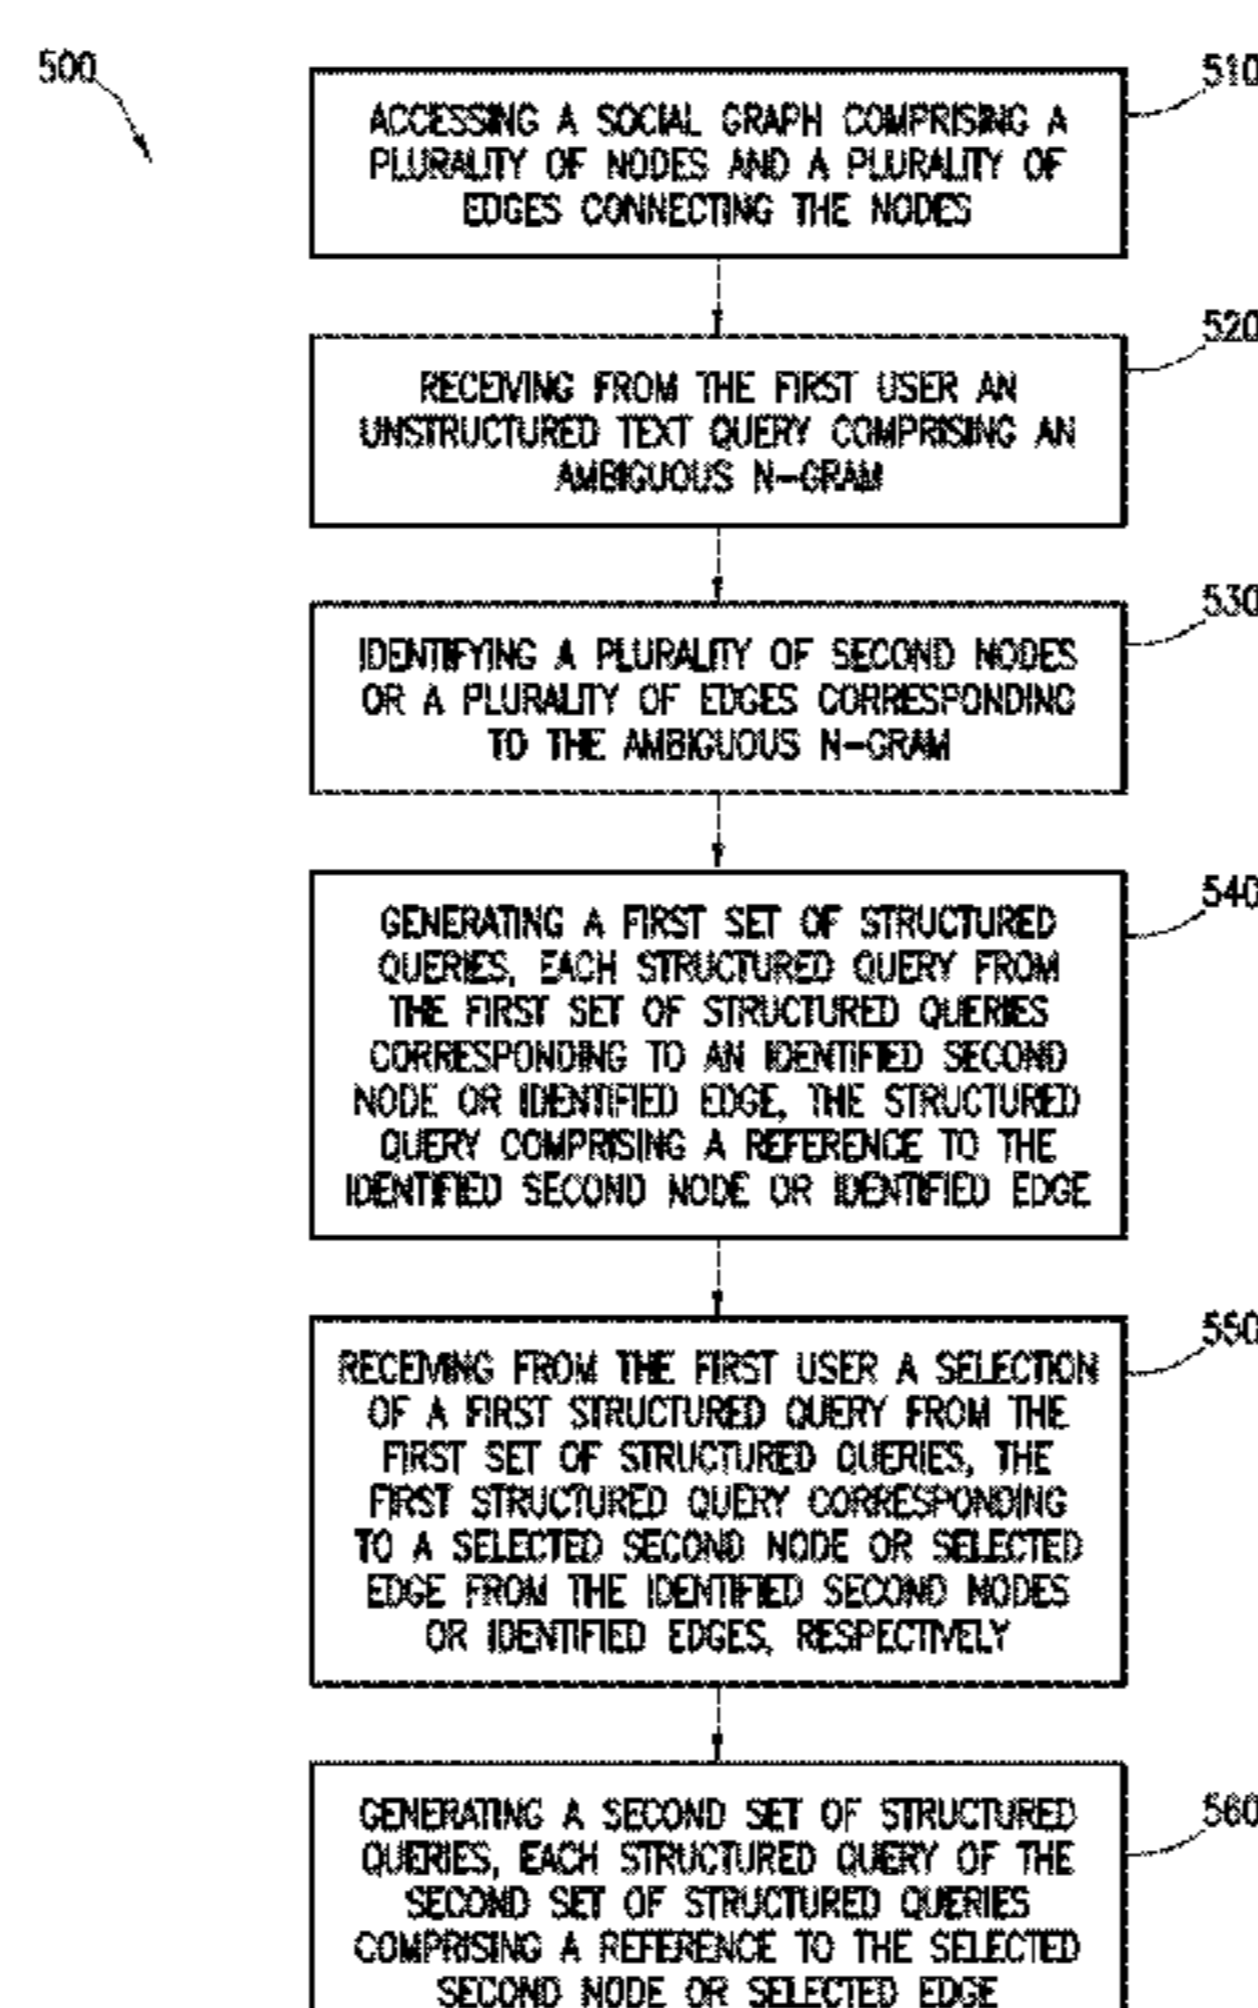 500
510
ACCESSING A SOCIAL GRAPH COMPRISING A
PLURALITY OF NODES AND A PLURALITY OF
EDGES CONNECTING THE NODES
520
RECEIVING FROM THE FIRST USER AN
UNSTRUCTURED TEXT QUERY COMPRISING AN
AMBIGUOUS N-GRAM
530
IDENTIFYING A PLURALITY OF SECOND NODES
OR A PLURALITY OF EDGES CORRESPONDING
TO THE AMBIGUOUS N-GRAM
540
GENERATING A FIRST SET OF STRUCTURED
QUERIES, EACH STRUCTURED QUERY FROM
THE FIRST SET OF STRUCTURED QUERIES
CORRESPONDING TO AN IDENTIFIED SECOND
NODE OR IDENTIFIED EDGE, THE STRUCTURED
QUERY COMPRISING A REFERENCE TO THE
IDENTIFIED SECOND NODE OR IDENTIFIED EDGE
550
RECEIVING FROM THE FIRST USER A SELECTION
OF A FIRST STRUCTURED QUERY FROM THE
FIRST SET OF STRUCTURED QUERIES, THE
FIRST STRUCTURED QUERY CORRESPONDING
TO A SELECTED SECOND NODE OR SELECTED
EDGE FROM THE IDENTIFIED SECOND NODES
OR IDENTIFIED EDGES, RESPECTIVELY
560
GENERATING A SECOND SET OF STRUCTURED
QUERIES, EACH STRUCTURED QUERY OF THE
SECOND SET OF STRUCTURED QUERIES
COMPRISING A REFERENCE TO THE SELECTED
SECOND NODE OR SELECTED EDGE